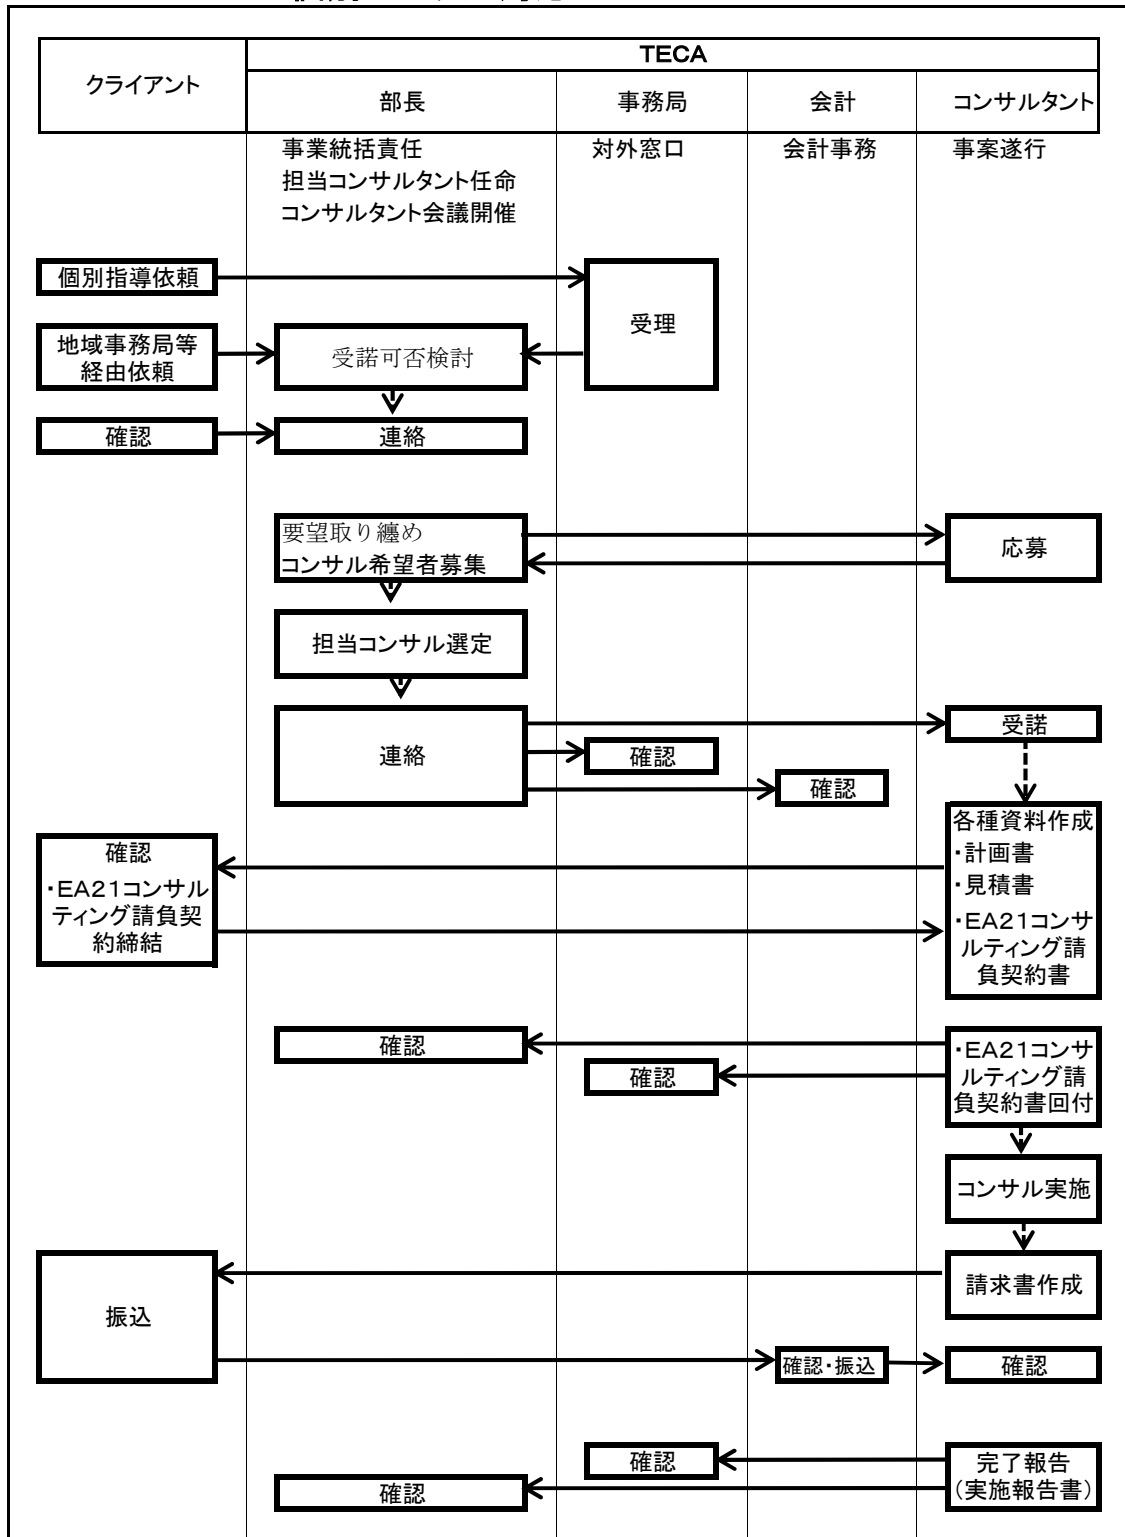 TECA
クライアント
部長
事務局
会計
コンサルタント
事業統括責任
担当コンサルタント任命
コンサルタント会議開催
対外窓口
会計事務
事案遂行
個別指導依頼
受理
地域事務局等
経由依頼
受諾可否検討
確認
連絡
要望取り纏め
コンサル希望者募集
応募
担当コンサル選定
連絡
受諾
確認
確認
各種資料作成
・計画書
・見積書
・EA21コンサ
ルティング請
負契約書
確認
・EA21コンサル
ティング請負契
約締結
確認
確認
・EA21コンサ
ルティング請
負契約書回付
コンサル実施
請求書作成
振込
確認・振込
確認
確認
完了報告
(実施報告書)
確認